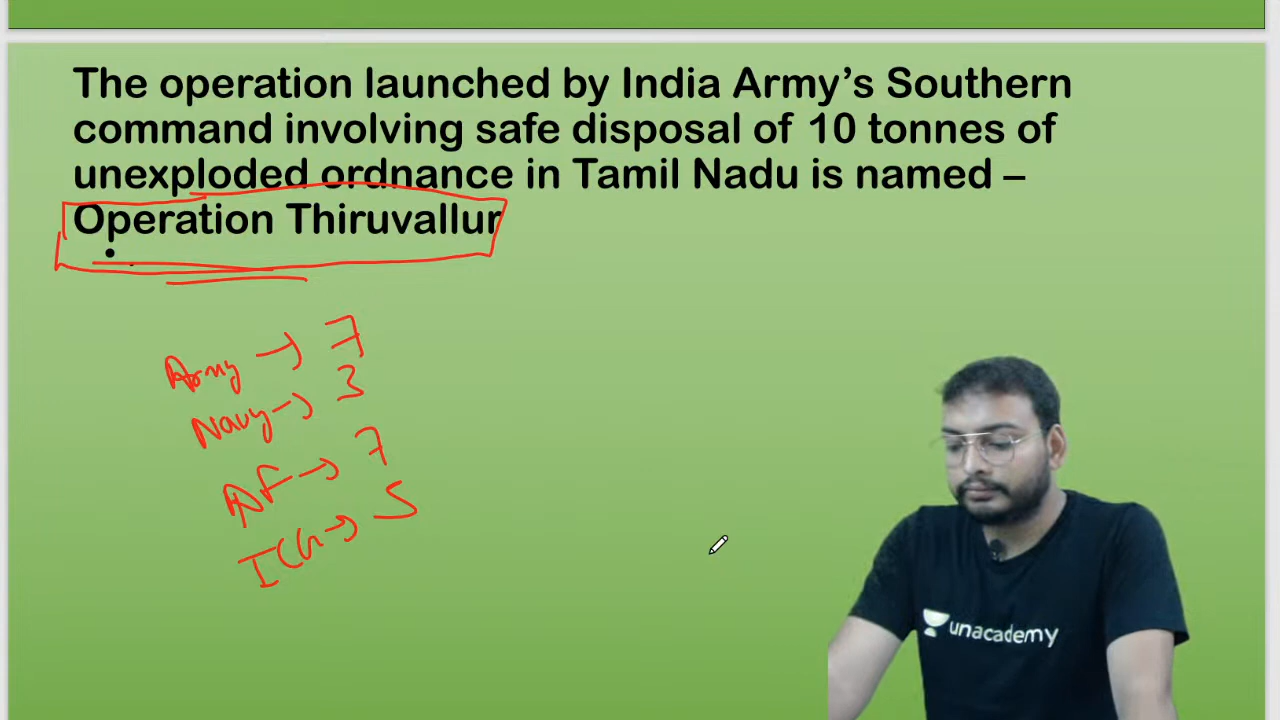 The operation launched by India Army’s Southern
command involving safe disposal of 10 tonnes of
unexploded ordnance in Tamil Nadu is named –
Operation Thiruvallur
Army → 7
Navy → 3
AF → 7
ICG → 5
unacademy